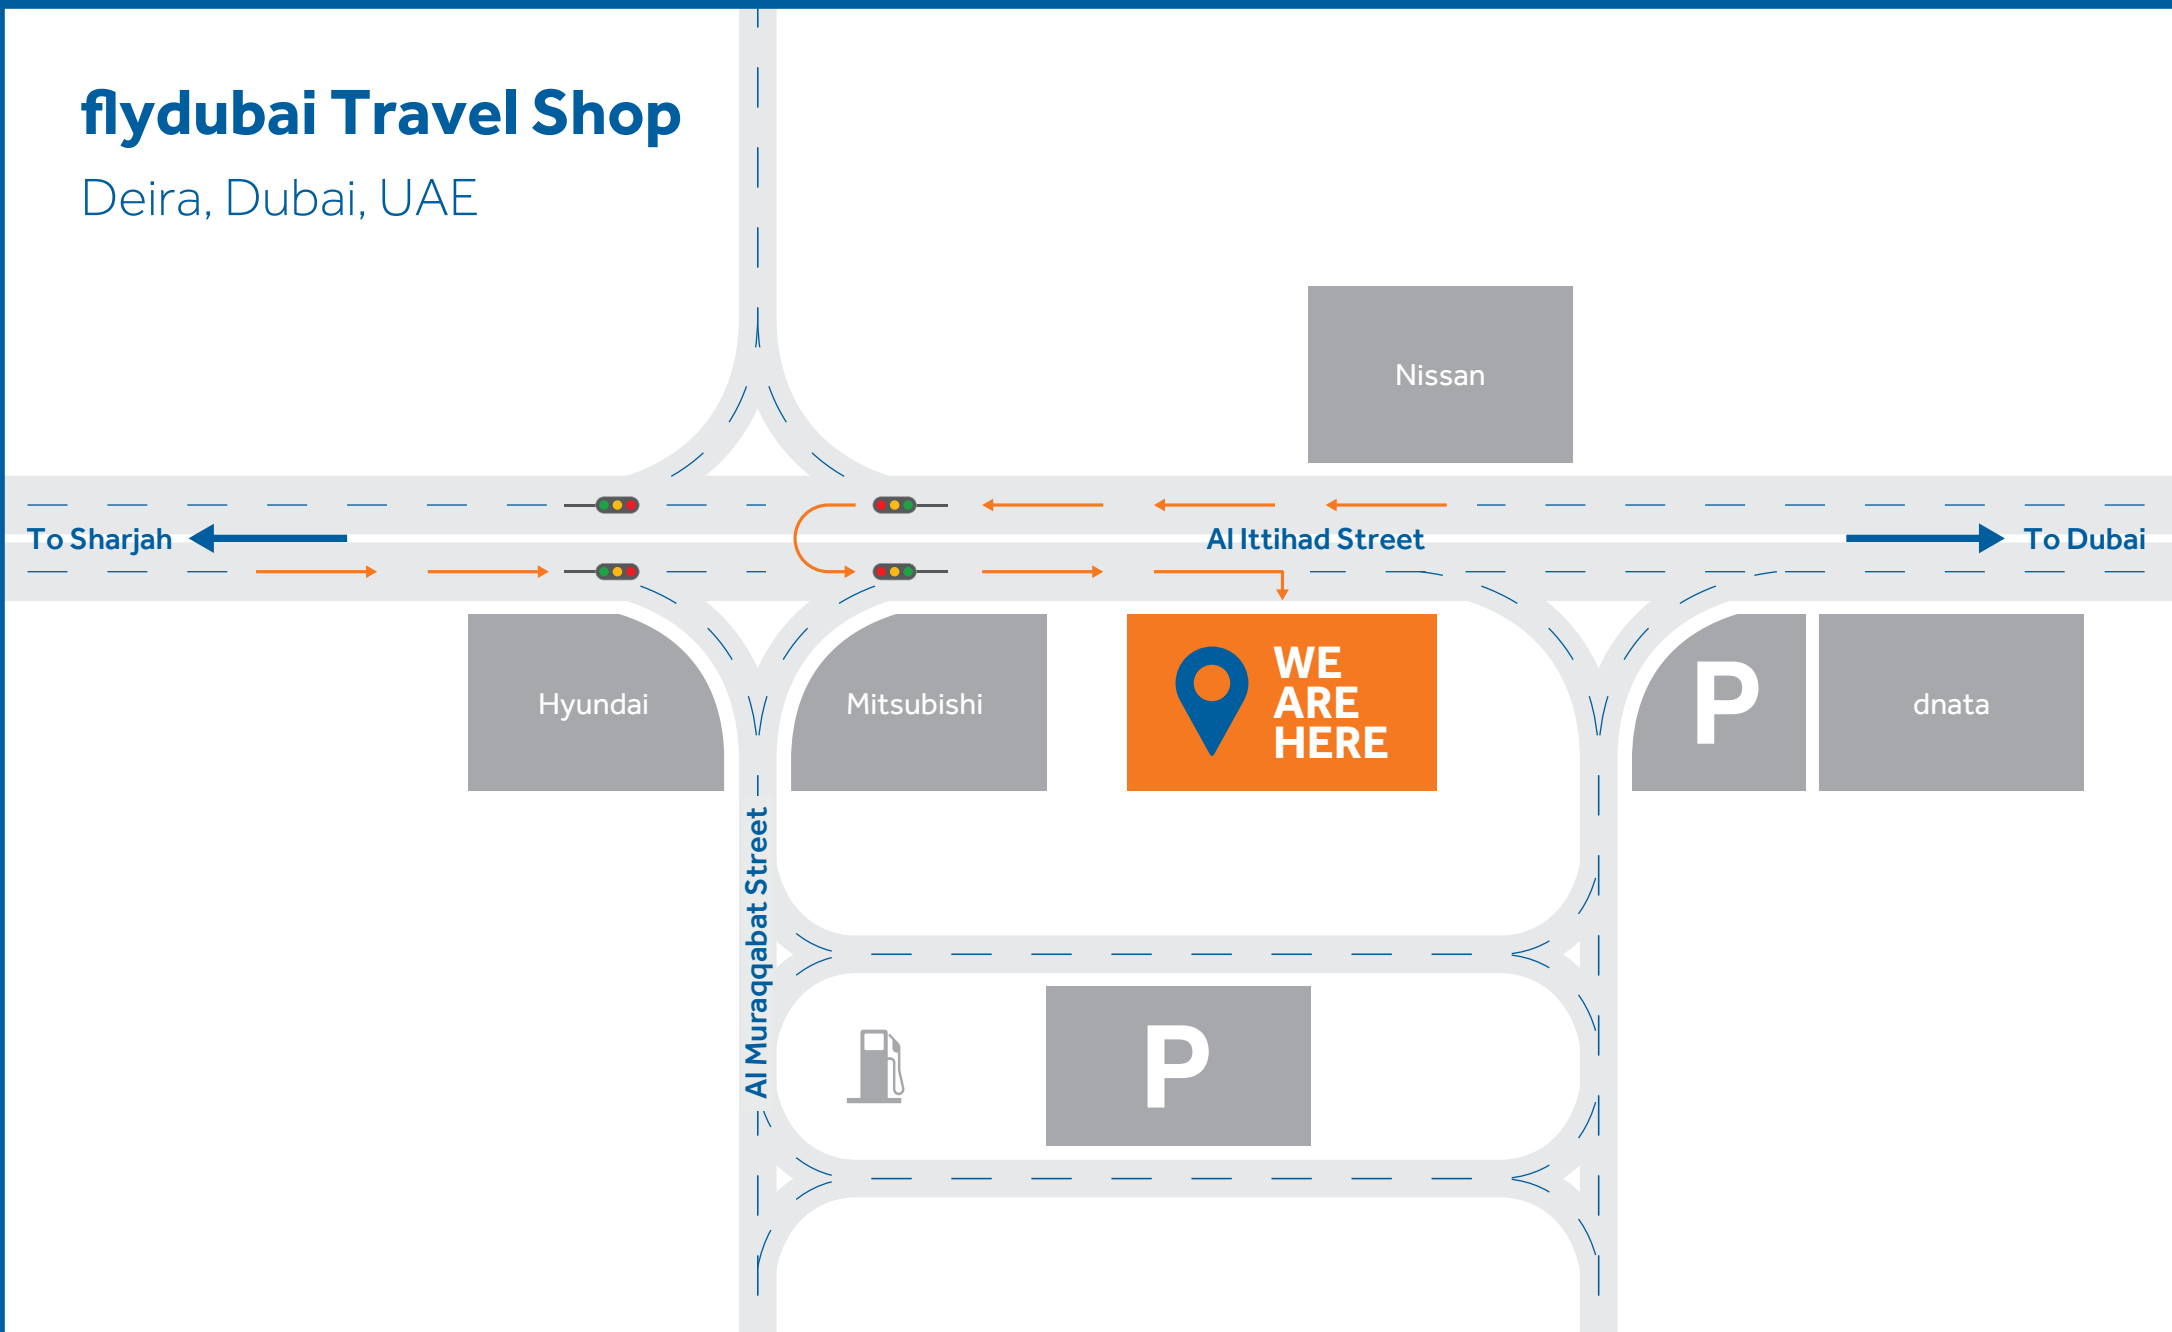 flydubai Travel Shop
Deira, Dubai, UAE
Nissan
To Sharjah
Al Ittihad Street
To Dubai
Hyundai
Mitsubishi
WE
ARE
HERE
P
dnata
Al Muraqqabat Street
P